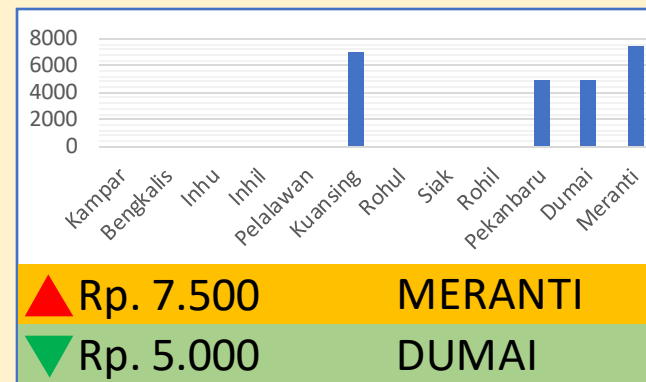 8000
6000
4000
2000
0
Kampar
Bengkalis
Inhu
Inhil
Pelalawan
Kuansing
Rohul
Siak
Rohil
Pekanbaru
Dumai
Meranti
Rp. 7.500 MERANTI
Rp. 5.000 DUMAI